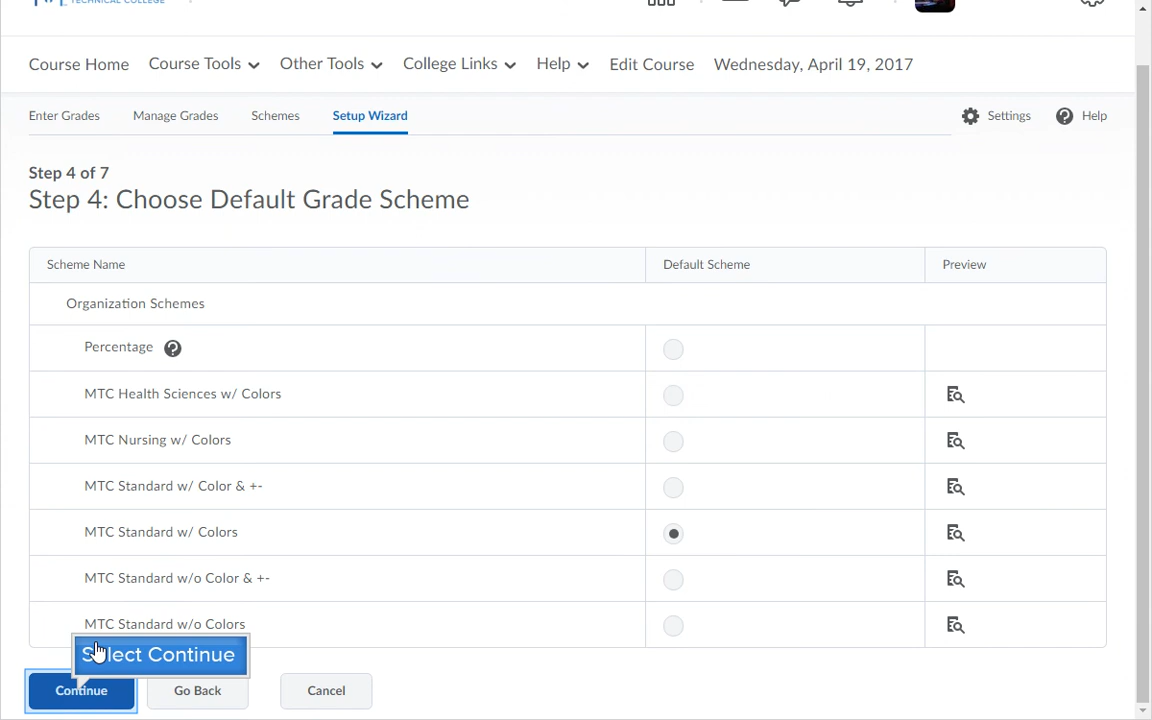 TECHNICAL COLLEGE
Course Home Course Tools Other Tools College Links Help Edit Course Wednesday, April 19, 2017
Enter Grades Manage Grades Schemes Setup Wizard Settings Help
Step 4 of 7
Step 4: Choose Default Grade Scheme
Scheme Name Default Scheme Preview
Organization Schemes
Percentage
MTC Health Sciences w/ Colors
MTC Nursing w/ Colors
MTC Standard w/ Color & +-
MTC Standard w/ Colors
MTC Standard w/o Color & +-
MTC Standard w/o Colors
Select Continue
Continue Go Back Cancel